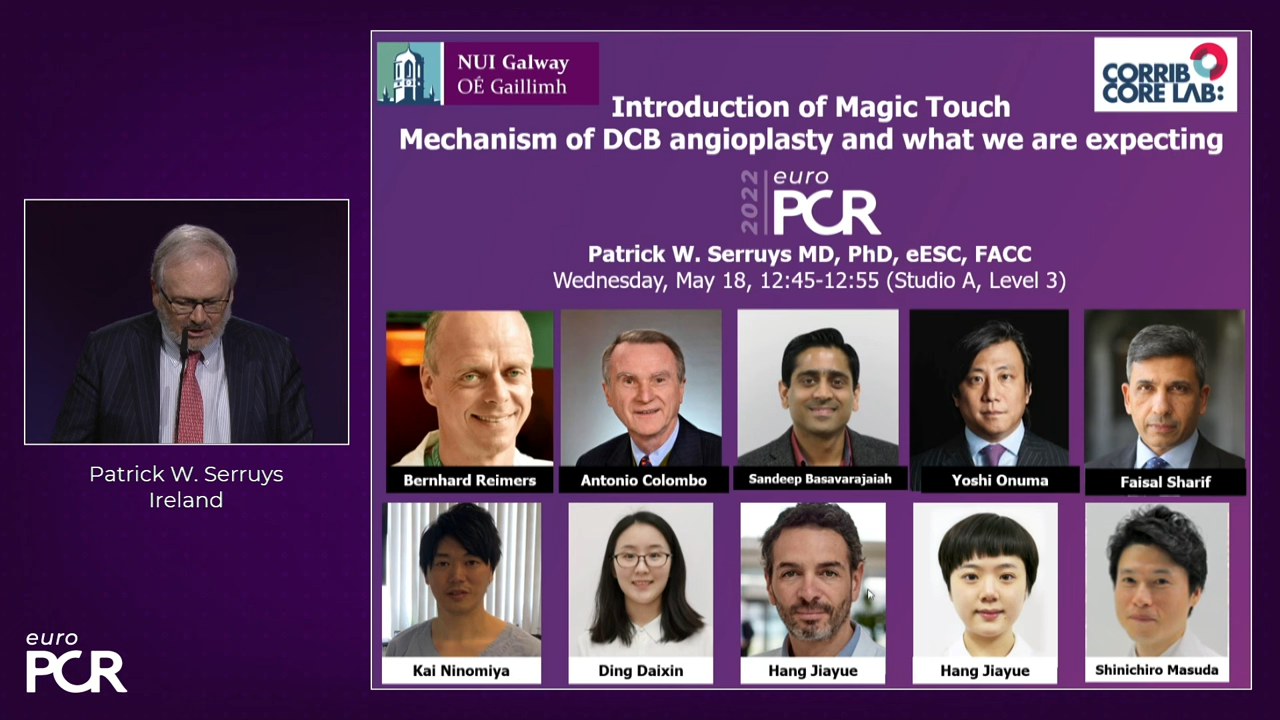 NUI Galway
OÉ Gaillimh
CORRIB
CORE LAB:
Introduction of Magic Touch
Mechanism of DCB angioplasty and what we are expecting
2022
euro
PCR
Patrick W. Serruys MD, PhD, eESC, FACC
Wednesday, May 18, 12:45-12:55 (Studio A, Level 3)
Bernhard Reimers
Antonio Colombo
Sandeep Basavarajaiah
Yoshi Onuma
Faisal Sharif
Kai Ninomiya
Ding Daixin
Hang Jiayue
Hang Jiayue
Shinichiro Masuda
Patrick W. Serruys
Ireland
euro
PCR